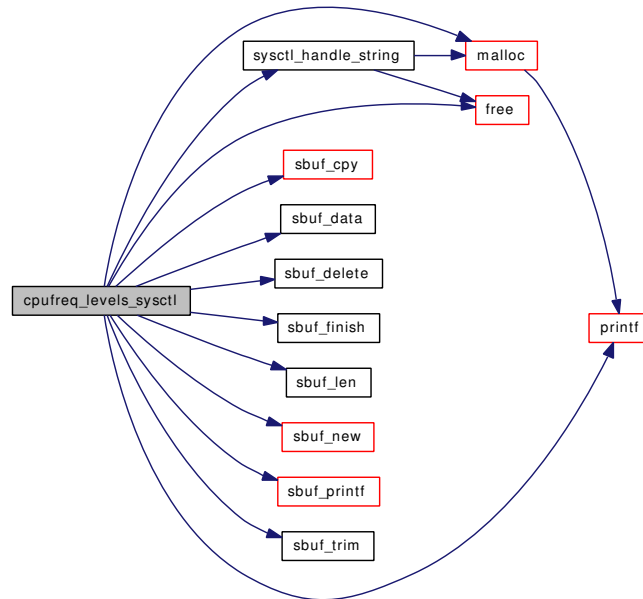 sysctl_handle_string
malloc
free
sbuf_cpy
sbuf_data
sbuf_delete
cpufreq_levels_sysctl
sbuf_finish
printf
sbuf_len
sbuf_new
sbuf_printf
sbuf_trim